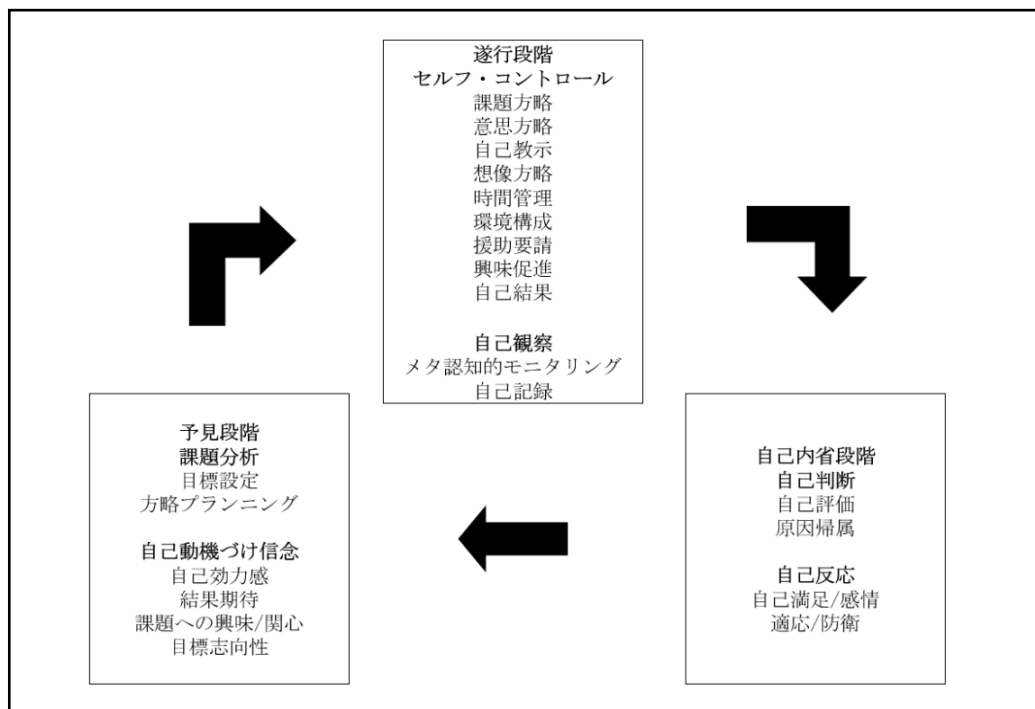 遂行段階
セルフ・コントロール
課題方略
意思方略
自己教示
想像方略
時間管理
環境構成
援助要請
興味促進
自己結果
自己観察
メタ認知的モニタリング
自己記録
予見段階
課題分析
目標設定
方略プランニング
自己動機づけ信念
自己効力感
結果期待
課題への興味/関心
目標志向性
自己内省段階
自己判断
自己評価
原因帰属
自己反応
自己満足/感情
適応/防衛